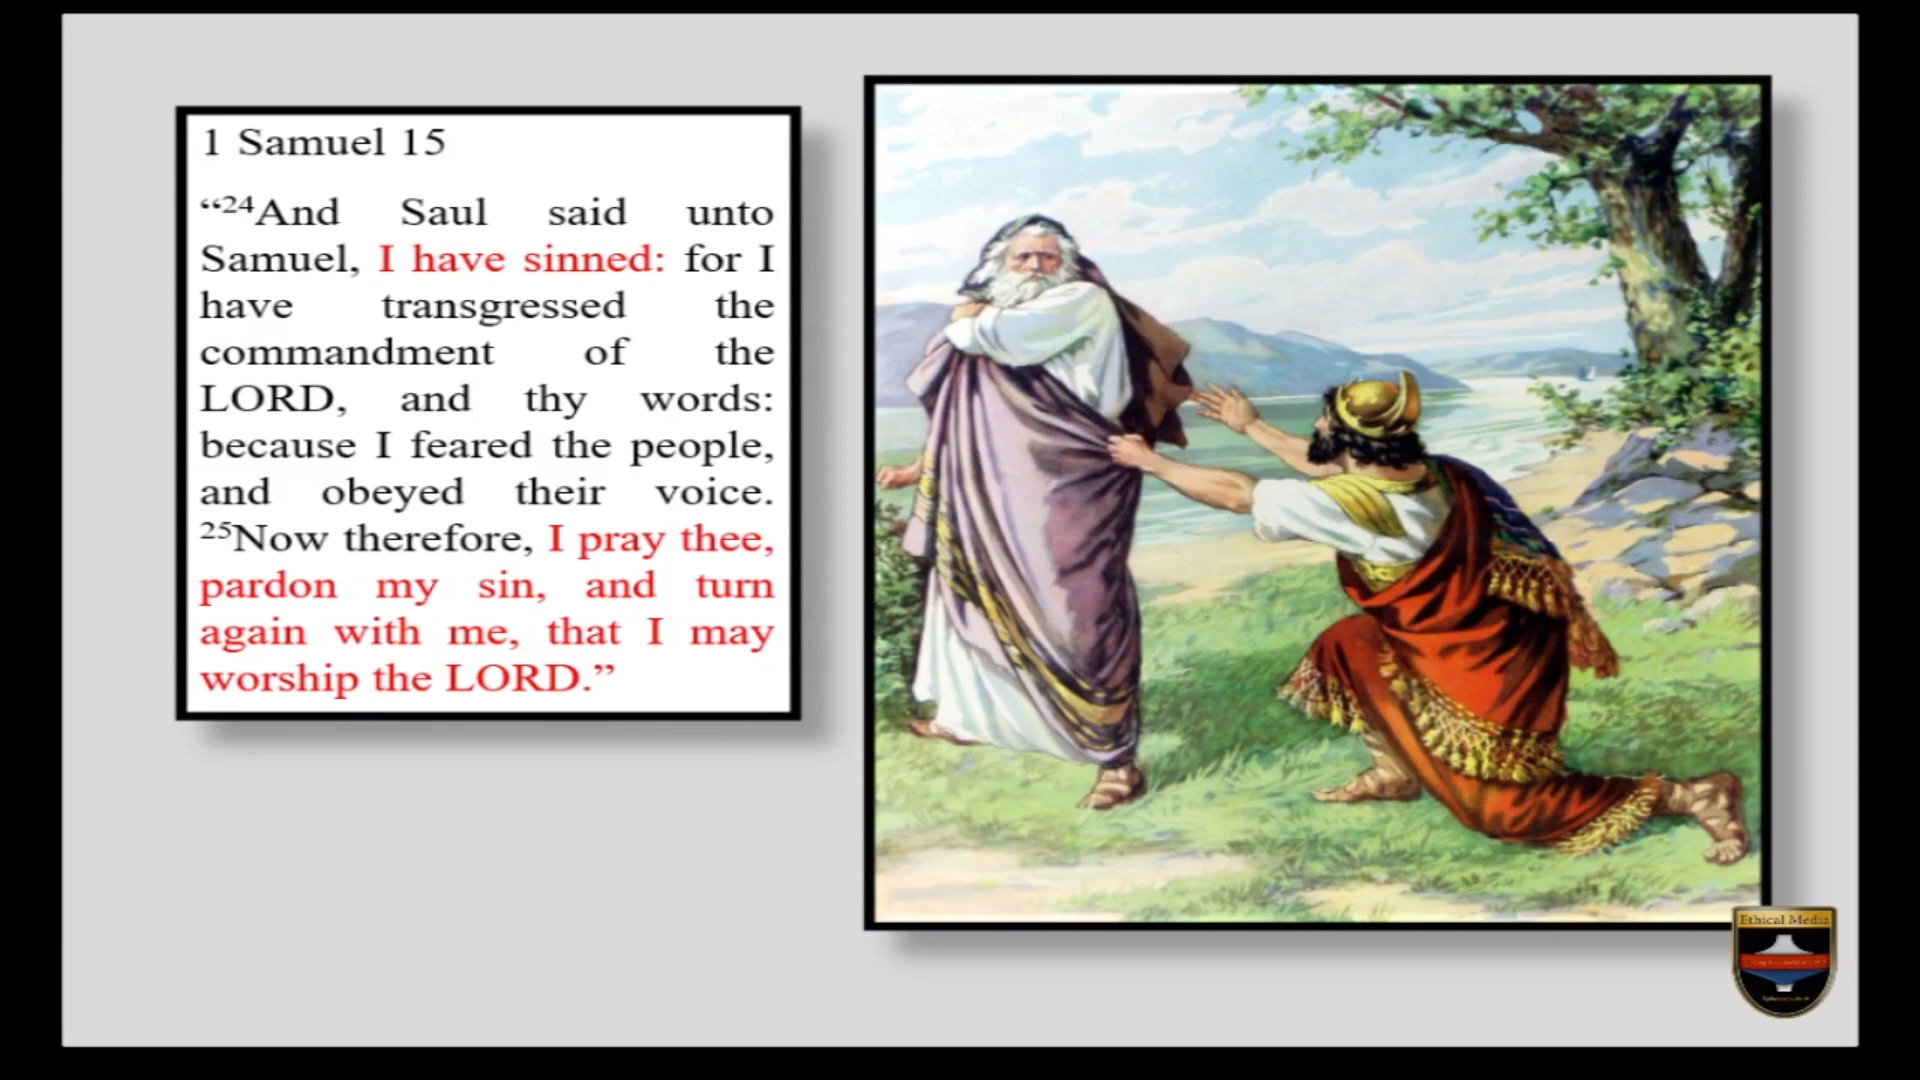 1 Samuel 15
“24And Saul said unto
Samuel, I have sinned: for I
have transgressed the
commandment of the
LORD, and thy words:
because I feared the people,
and obeyed their voice.
25Now therefore, I pray thee,
pardon my sin, and turn
again with me, that I may
worship the LORD.”
Ethical Media